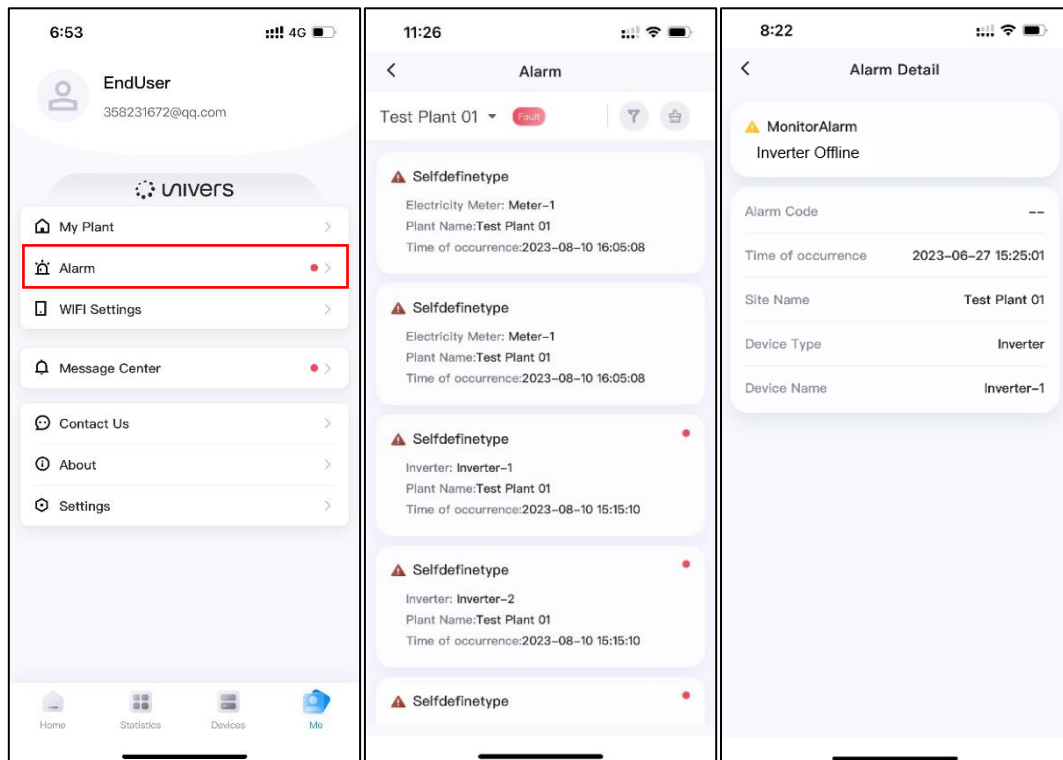 6:53
4G
EndUser
358231672@qq.com
univers
My Plant
Alarm
WIFI Settings
Message Center
Contact Us
About
Settings
Home
Statistics
Devices
Me
11:26
Alarm
Test Plant 01
Fault
Selfdefinetype
Electricity Meter: Meter-1
Plant Name:Test Plant 01
Time of occurrence:2023-08-10 16:05:08
Selfdefinetype
Electricity Meter: Meter-1
Plant Name:Test Plant 01
Time of occurrence:2023-08-10 16:05:08
Selfdefinetype
Inverter: Inverter-1
Plant Name:Test Plant 01
Time of occurrence:2023-08-10 15:15:10
Selfdefinetype
Inverter: Inverter-2
Plant Name:Test Plant 01
Time of occurrence:2023-08-10 15:15:10
Selfdefinetype
8:22
Alarm Detail
MonitorAlarm
Inverter Offline
Alarm Code --
Time of occurrence 2023-06-27 15:25:01
Site Name Test Plant 01
Device Type Inverter
Device Name Inverter-1